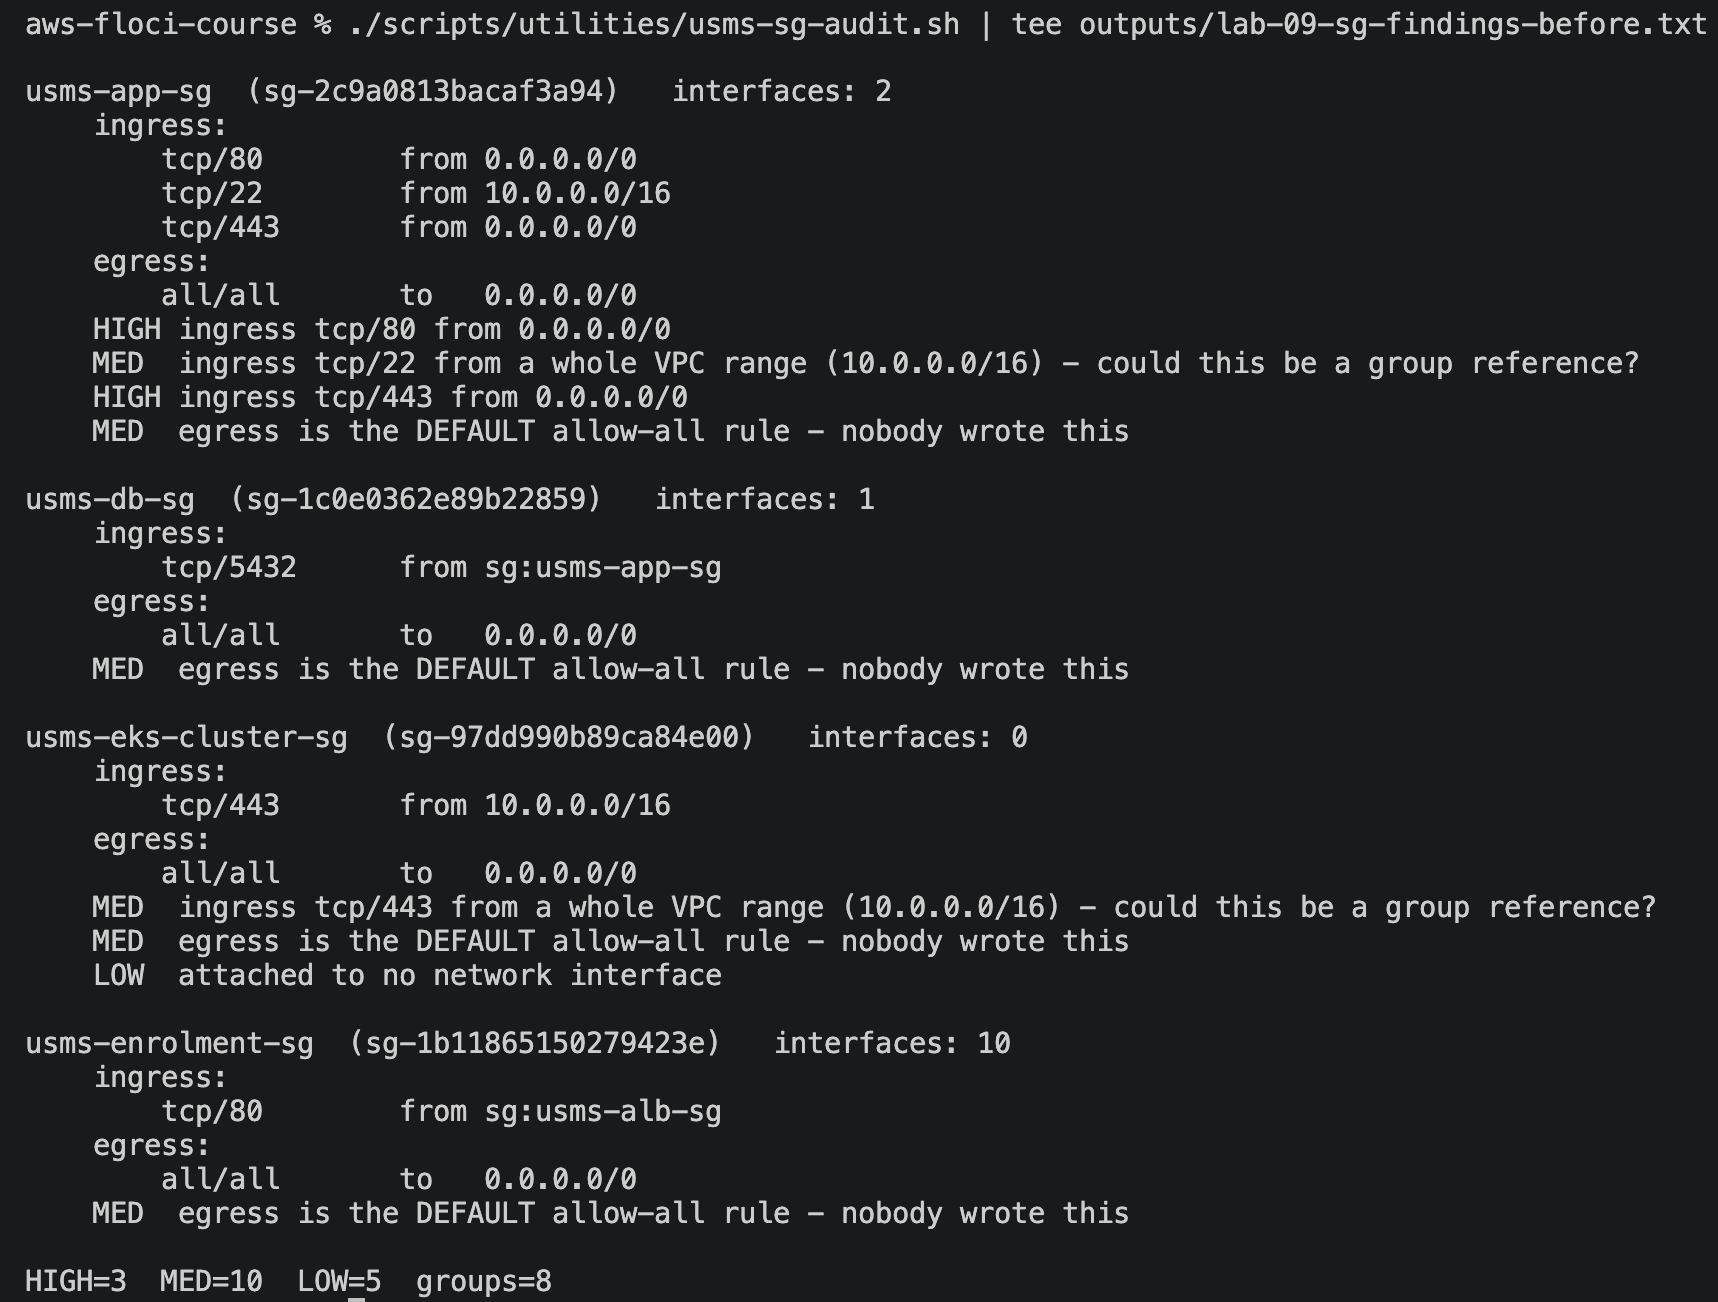 aws-floci-course % ./scripts/utilities/usms-sg-audit.sh | tee outputs/lab-09-sg-findings-before.txt
usms-app-sg  (sg-2c9a0813bacaf3a94)   interfaces: 2
    ingress:
        tcp/80        from 0.0.0.0/0
        tcp/22        from 10.0.0.0/16
        tcp/443       from 0.0.0.0/0
    egress:
        all/all       to   0.0.0.0/0
    HIGH ingress tcp/80 from 0.0.0.0/0
    MED  ingress tcp/22 from a whole VPC range (10.0.0.0/16) – could this be a group reference?
    HIGH ingress tcp/443 from 0.0.0.0/0
    MED  egress is the DEFAULT allow-all rule – nobody wrote this
usms-db-sg  (sg-1c0e0362e89b22859)   interfaces: 1
    ingress:
        tcp/5432      from sg:usms-app-sg
    egress:
        all/all       to   0.0.0.0/0
    MED  egress is the DEFAULT allow-all rule – nobody wrote this
usms-eks-cluster-sg  (sg-97dd990b89ca84e00)   interfaces: 0
    ingress:
        tcp/443       from 10.0.0.0/16
    egress:
        all/all       to   0.0.0.0/0
    MED  ingress tcp/443 from a whole VPC range (10.0.0.0/16) – could this be a group reference?
    MED  egress is the DEFAULT allow-all rule – nobody wrote this
    LOW  attached to no network interface
usms-enrolment-sg  (sg-1b11865150279423e)   interfaces: 10
    ingress:
        tcp/80        from sg:usms-alb-sg
    egress:
        all/all       to   0.0.0.0/0
    MED  egress is the DEFAULT allow-all rule – nobody wrote this
HIGH=3  MED=10  LOW=5  groups=8